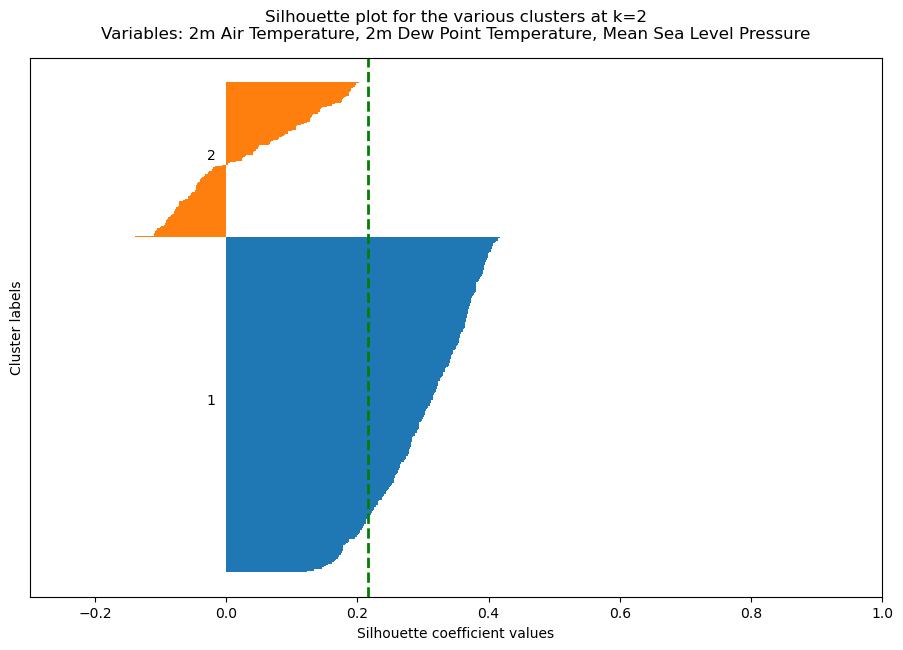 Silhouette plot for the various clusters at k=2
Variables: 2m Air Temperature, 2m Dew Point Temperature, Mean Sea Level Pressure
2
Cluster labels
1
−0.2 0.0 0.2 0.4 0.6 0.8 1.0
Silhouette coefficient values